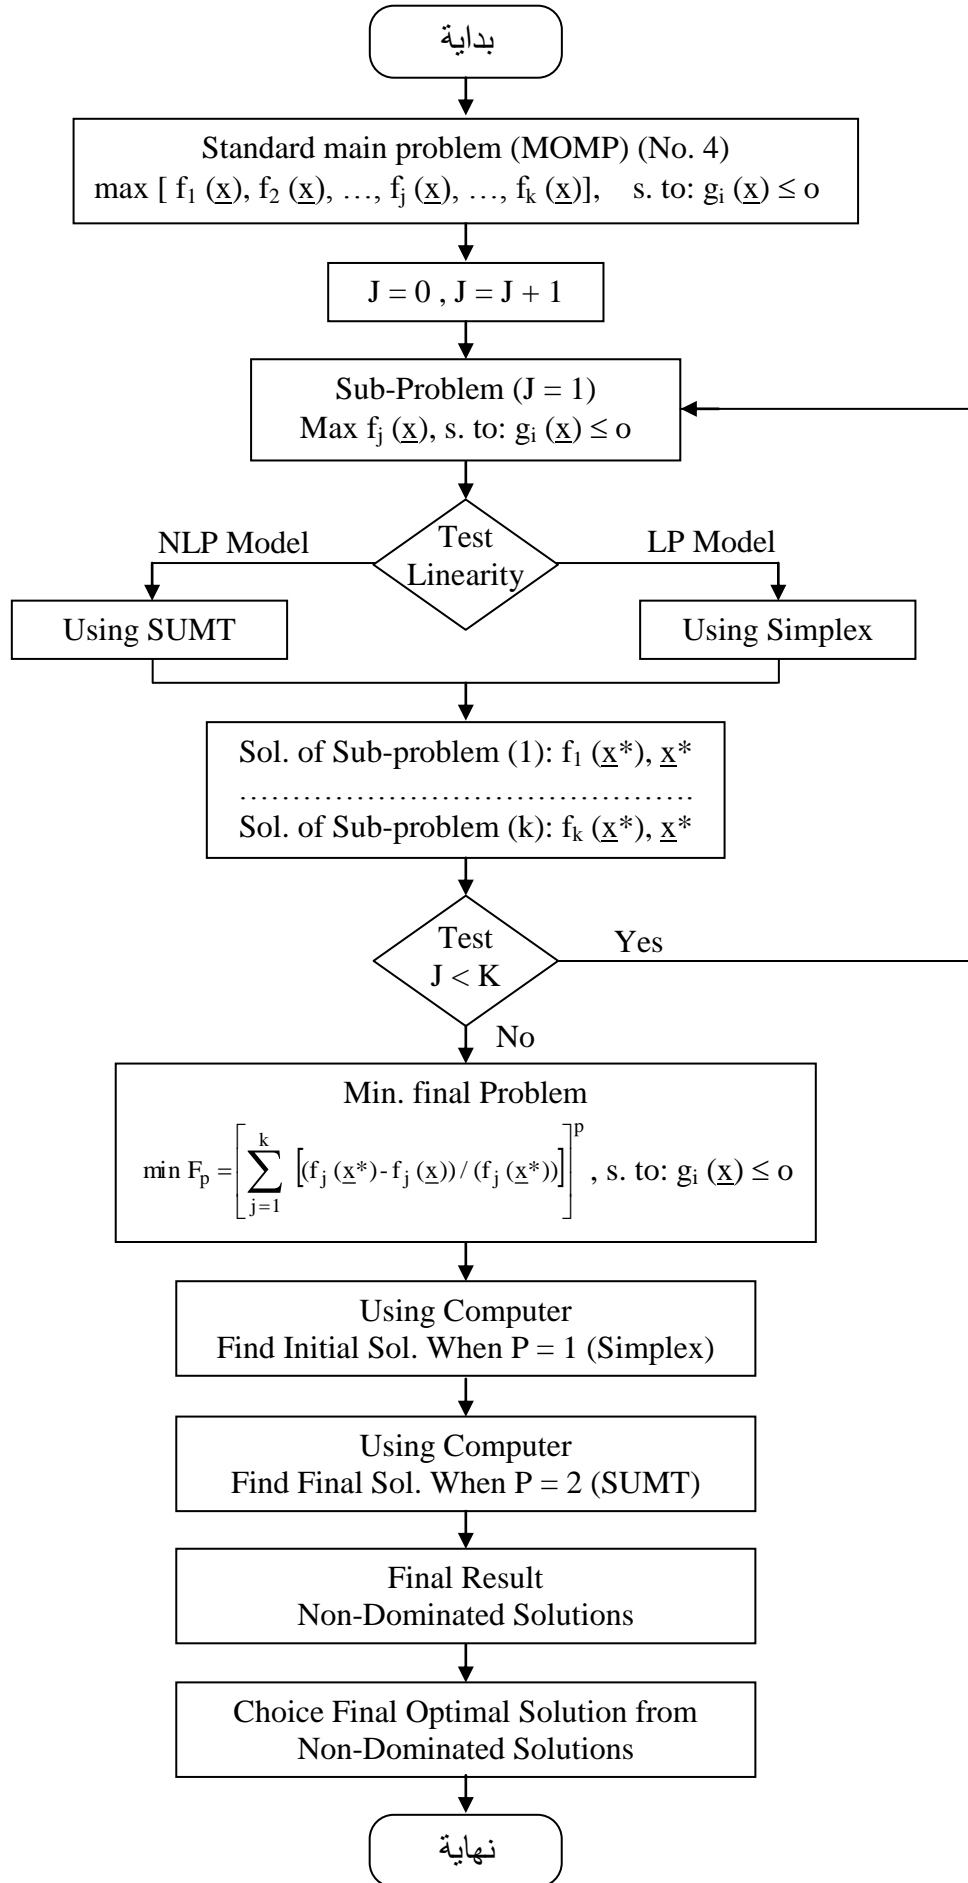 بداية
Standard main problem (MOMP) (No. 4)
max [ f₁ (x), f₂ (x), …, fⱼ (x), …, fₖ (x)], s. to: gᵢ (x) ≤ o
J = 0 , J = J + 1
Sub-Problem (J = 1)
Max fⱼ (x), s. to: gᵢ (x) ≤ o
Test
Linearity
NLP Model
LP Model
Using SUMT
Using Simplex
Sol. of Sub-problem (1): f₁ (x*), x*
…………………………………….
Sol. of Sub-problem (k): fₖ (x*), x*
Test
J < K
Yes
No
Min. final Problem
min Fₚ = [ ∑ⱼ₌₁ᵏ [(fⱼ (x*) - fⱼ (x)) / (fⱼ (x*))] ]ᵖ , s. to: gᵢ (x) ≤ o
Using Computer
Find Initial Sol. When P = 1 (Simplex)
Using Computer
Find Final Sol. When P = 2 (SUMT)
Final Result
Non-Dominated Solutions
Choice Final Optimal Solution from
Non-Dominated Solutions
نهاية